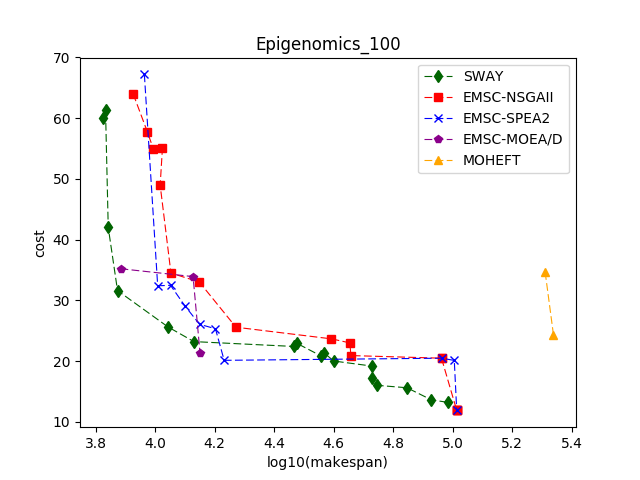 Epigenomics_100
SWAY
EMSC-NSGAII
EMSC-SPEA2
EMSC-MOEA/D
MOHEFT
cost
70
60
50
40
30
20
10
3.8 4.0 4.2 4.4 4.6 4.8 5.0 5.2 5.4
log10(makespan)